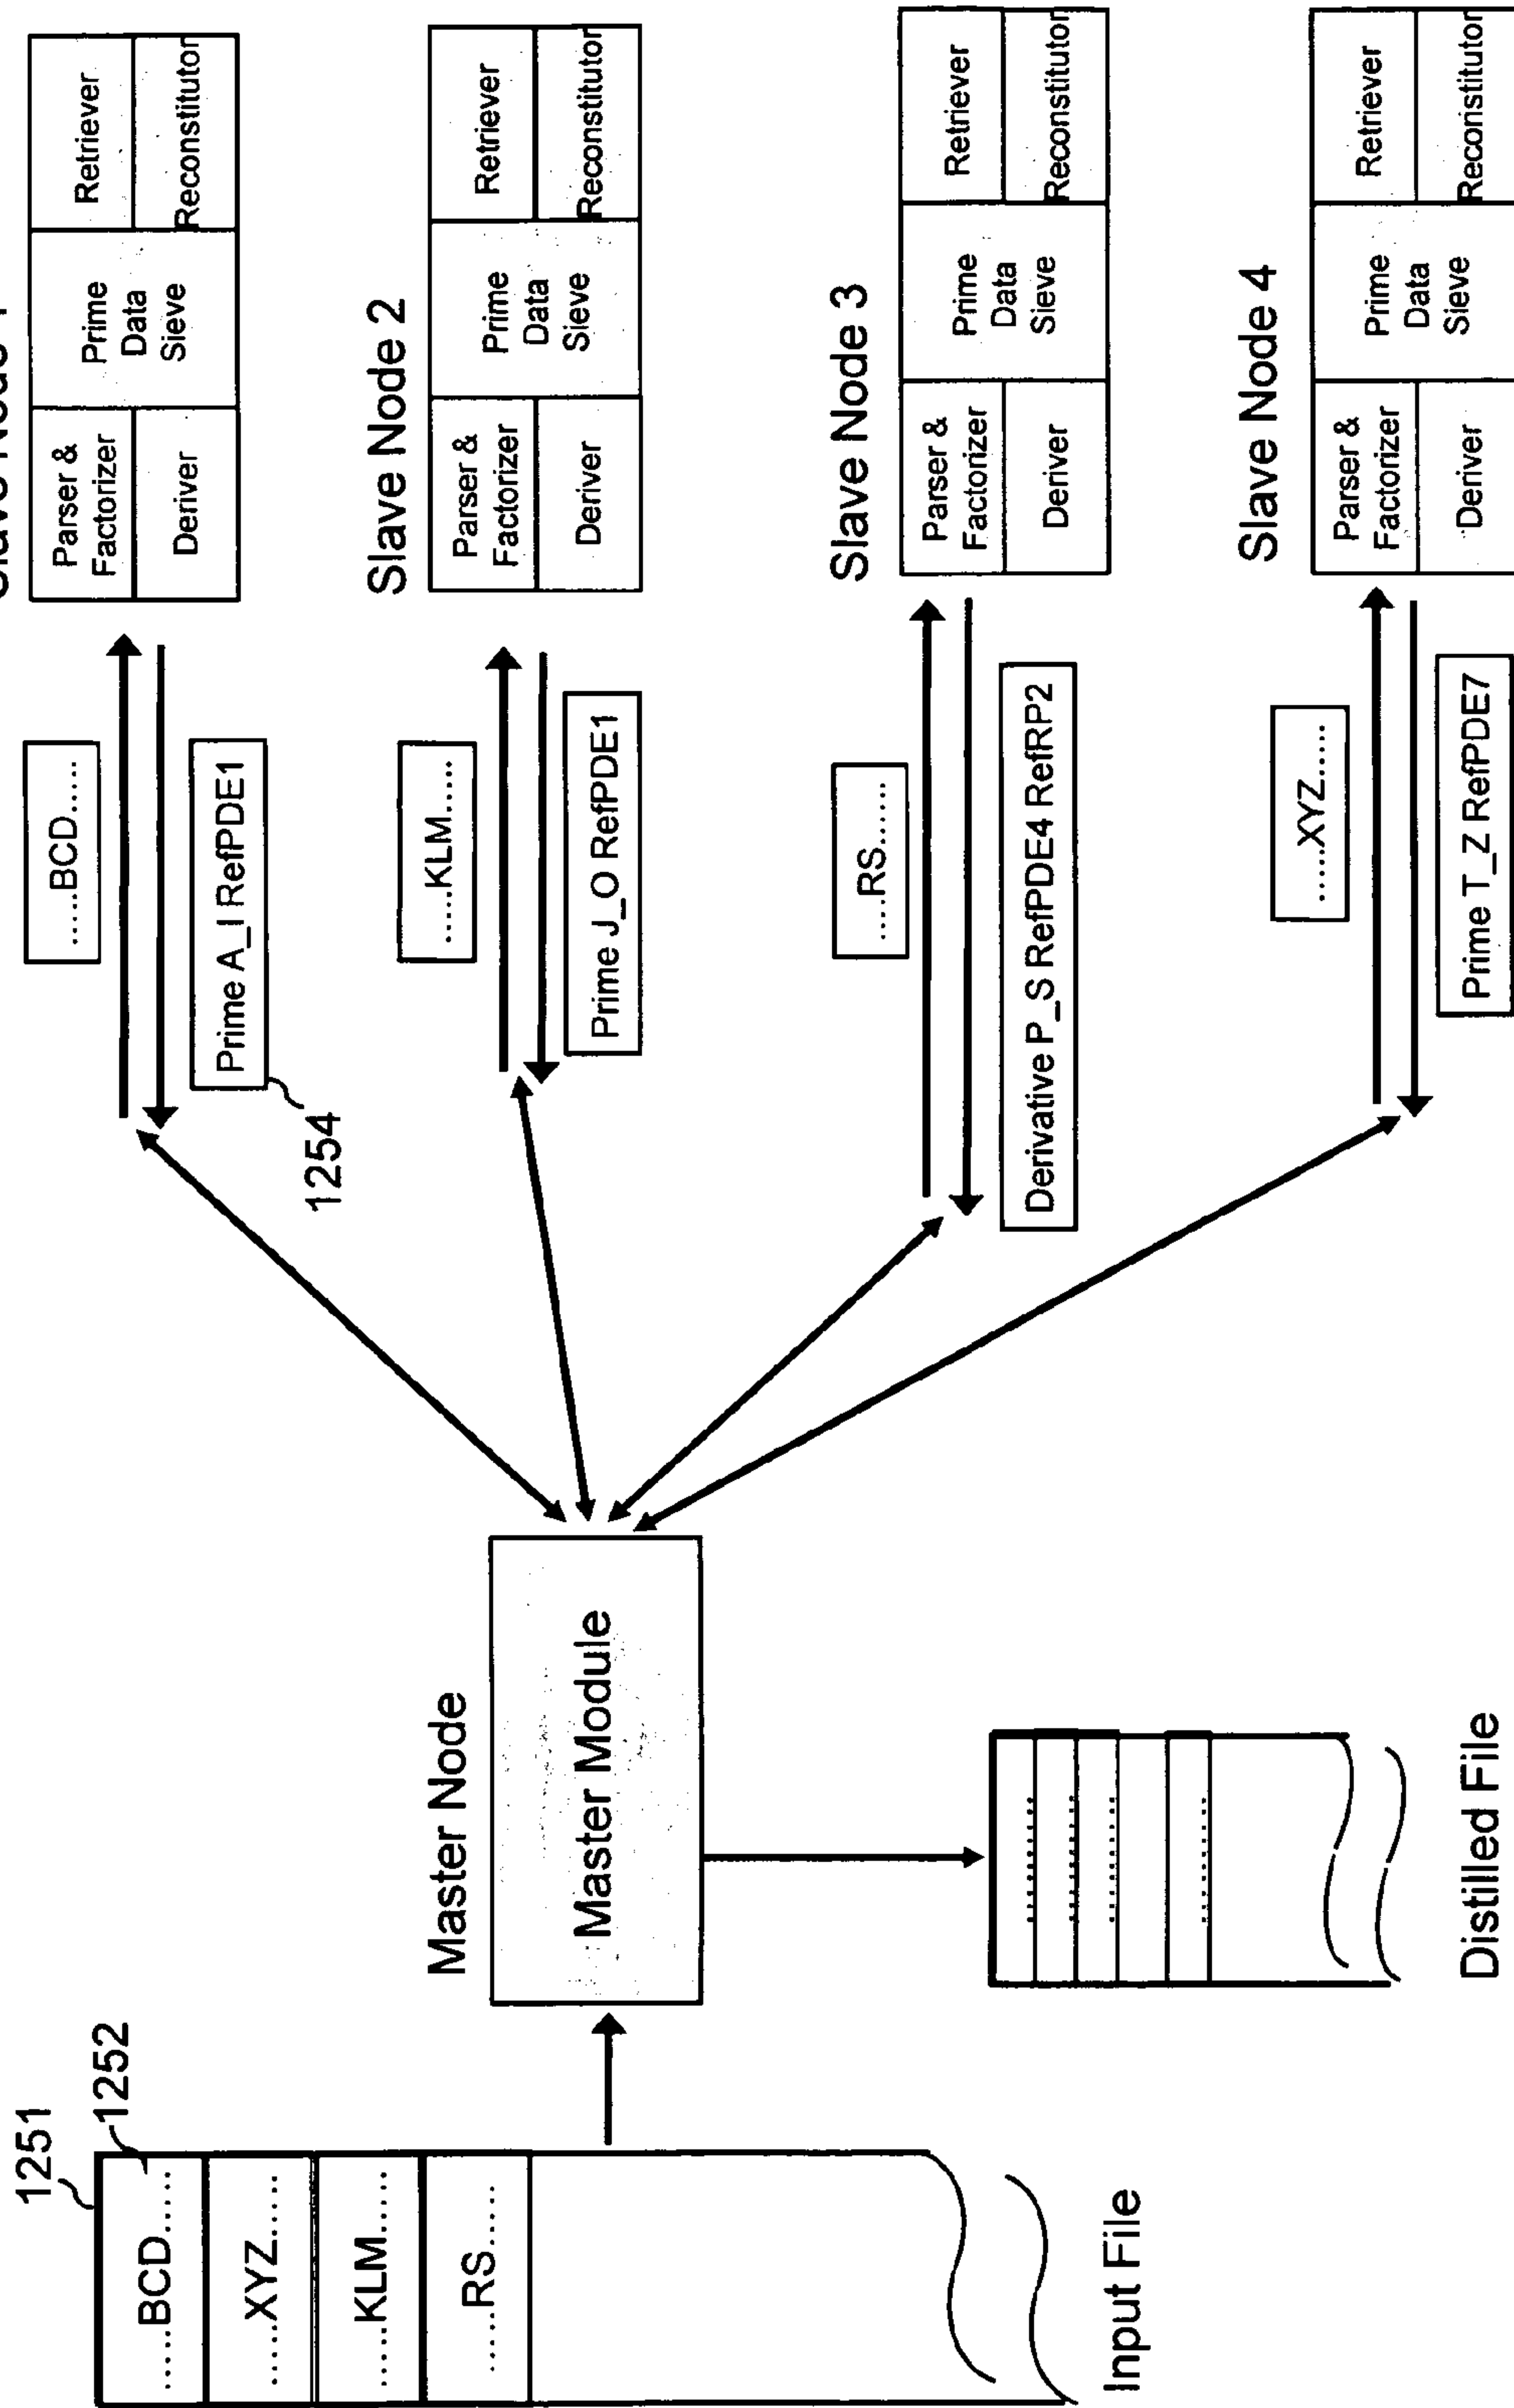 1251
1252
.....BCD.....
.....XYZ.....
.....KLM.....
.....RS.....
Input File
Master Node
Master Module
..........
..........
..........
..........
Distilled File
.....BCD.....
Prime A_I RefPDE1
1254
.....KLM.....
Prime J_O RefPDE1
.....RS......
Derivative P_S RefPDE4 RefRP2
.....XYZ.....
Prime T_Z RefPDE7
Slave Node 1
Parser &
Factorizer
Deriver
Prime
Data
Sieve
Retriever
Reconstitutor
Slave Node 2
Parser &
Factorizer
Deriver
Prime
Data
Sieve
Retriever
Reconstitutor
Slave Node 3
Parser &
Factorizer
Deriver
Prime
Data
Sieve
Retriever
Reconstitutor
Slave Node 4
Parser &
Factorizer
Deriver
Prime
Data
Sieve
Retriever
Reconstitutor